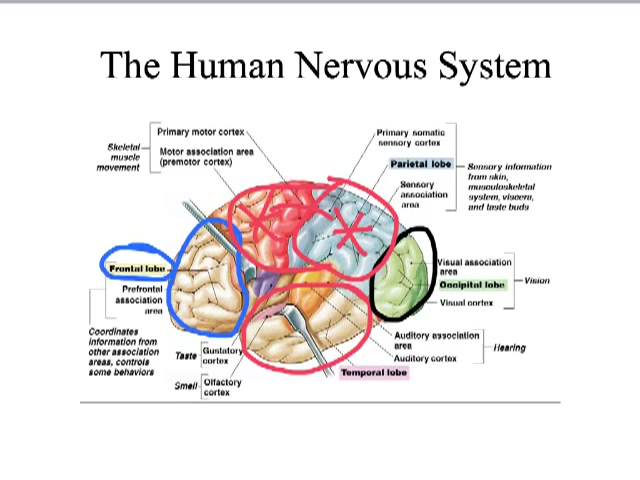 The Human Nervous System
Skeletal
muscle
movement
Primary motor cortex
Motor association area
(premotor cortex)
Primary somatic
sensory cortex
Parietal lobe
Sensory
association
area
Sensory information
from skin,
musculoskeletal
system, viscera,
and taste buds
Frontal lobe
Prefrontal
association
area
Coordinates
information from
other association
areas, controls
some behaviors
Visual association
area
Occipital lobe
Visual cortex
Vision
Taste
Gustatory
cortex
Smell
Olfactory
cortex
Auditory association
area
Auditory cortex
Hearing
Temporal lobe